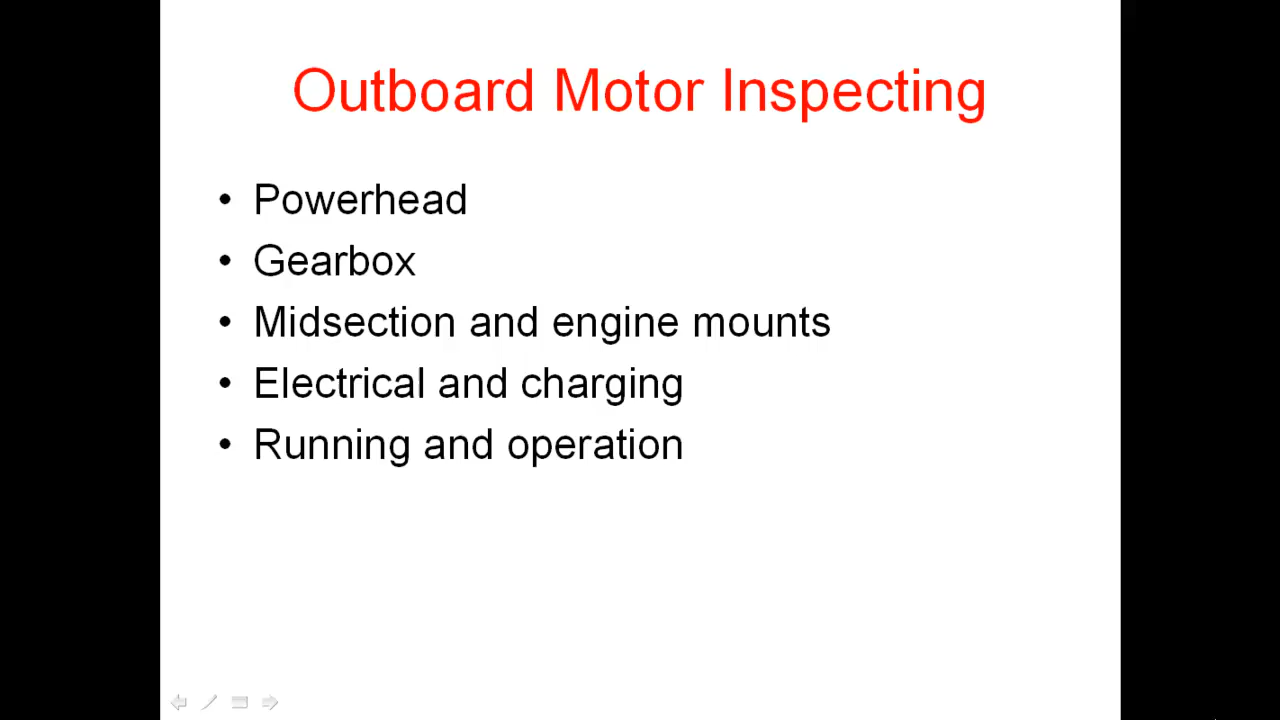 Outboard Motor Inspecting
• Powerhead
• Gearbox
• Midsection and engine mounts
• Electrical and charging
• Running and operation